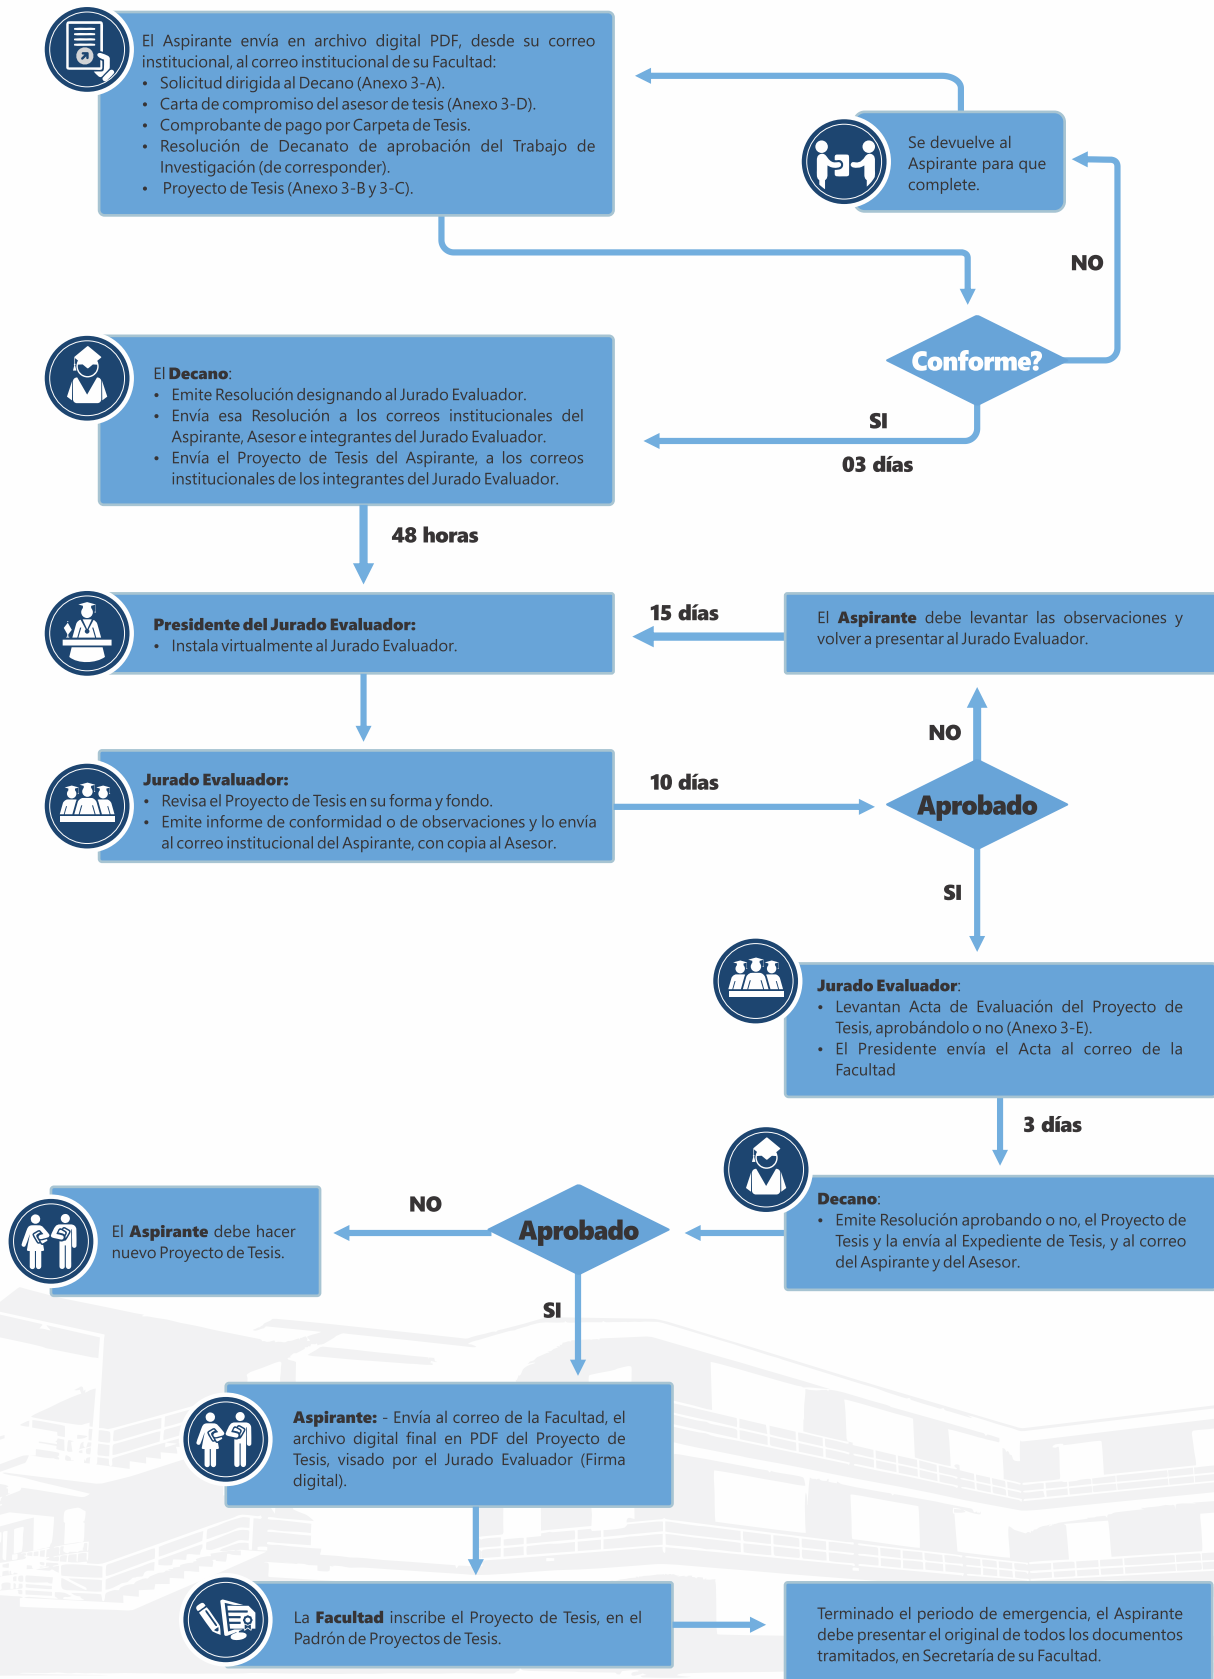 El Aspirante envía en archivo digital PDF, desde su correo
institucional, al correo institucional de su Facultad:
• Solicitud dirigida al Decano (Anexo 3-A).
• Carta de compromiso del asesor de tesis (Anexo 3-D).
• Comprobante de pago por Carpeta de Tesis.
• Resolución de Decanato de aprobación del Trabajo de
Investigación (de corresponder).
• Proyecto de Tesis (Anexo 3-B y 3-C).
Se devuelve al
Aspirante para que
complete.
NO
Conforme?
SI
03 días
El Decano:
• Emite Resolución designando al Jurado Evaluador.
• Envía esa Resolución a los correos institucionales del
Aspirante, Asesor e integrantes del Jurado Evaluador.
• Envía el Proyecto de Tesis del Aspirante, a los correos
institucionales de los integrantes del Jurado Evaluador.
48 horas
Presidente del Jurado Evaluador:
• Instala virtualmente al Jurado Evaluador.
15 días
El Aspirante debe levantar las observaciones y
volver a presentar al Jurado Evaluador.
NO
Jurado Evaluador:
• Revisa el Proyecto de Tesis en su forma y fondo.
• Emite informe de conformidad o de observaciones y lo envía
al correo institucional del Aspirante, con copia al Asesor.
10 días
Aprobado
SI
Jurado Evaluador:
• Levantan Acta de Evaluación del Proyecto de
Tesis, aprobándolo o no (Anexo 3-E).
• El Presidente envía el Acta al correo de la
Facultad
3 días
Decano:
• Emite Resolución aprobando o no, el Proyecto de
Tesis y la envía al Expediente de Tesis, y al correo
del Aspirante y del Asesor.
Aprobado
NO
El Aspirante debe hacer
nuevo Proyecto de Tesis.
SI
Aspirante: - Envía al correo de la Facultad, el
archivo digital final en PDF del Proyecto de
Tesis, visado por el Jurado Evaluador (Firma
digital).
La Facultad inscribe el Proyecto de Tesis, en el
Padrón de Proyectos de Tesis.
Terminado el periodo de emergencia, el Aspirante
debe presentar el original de todos los documentos
tramitados, en Secretaría de su Facultad.